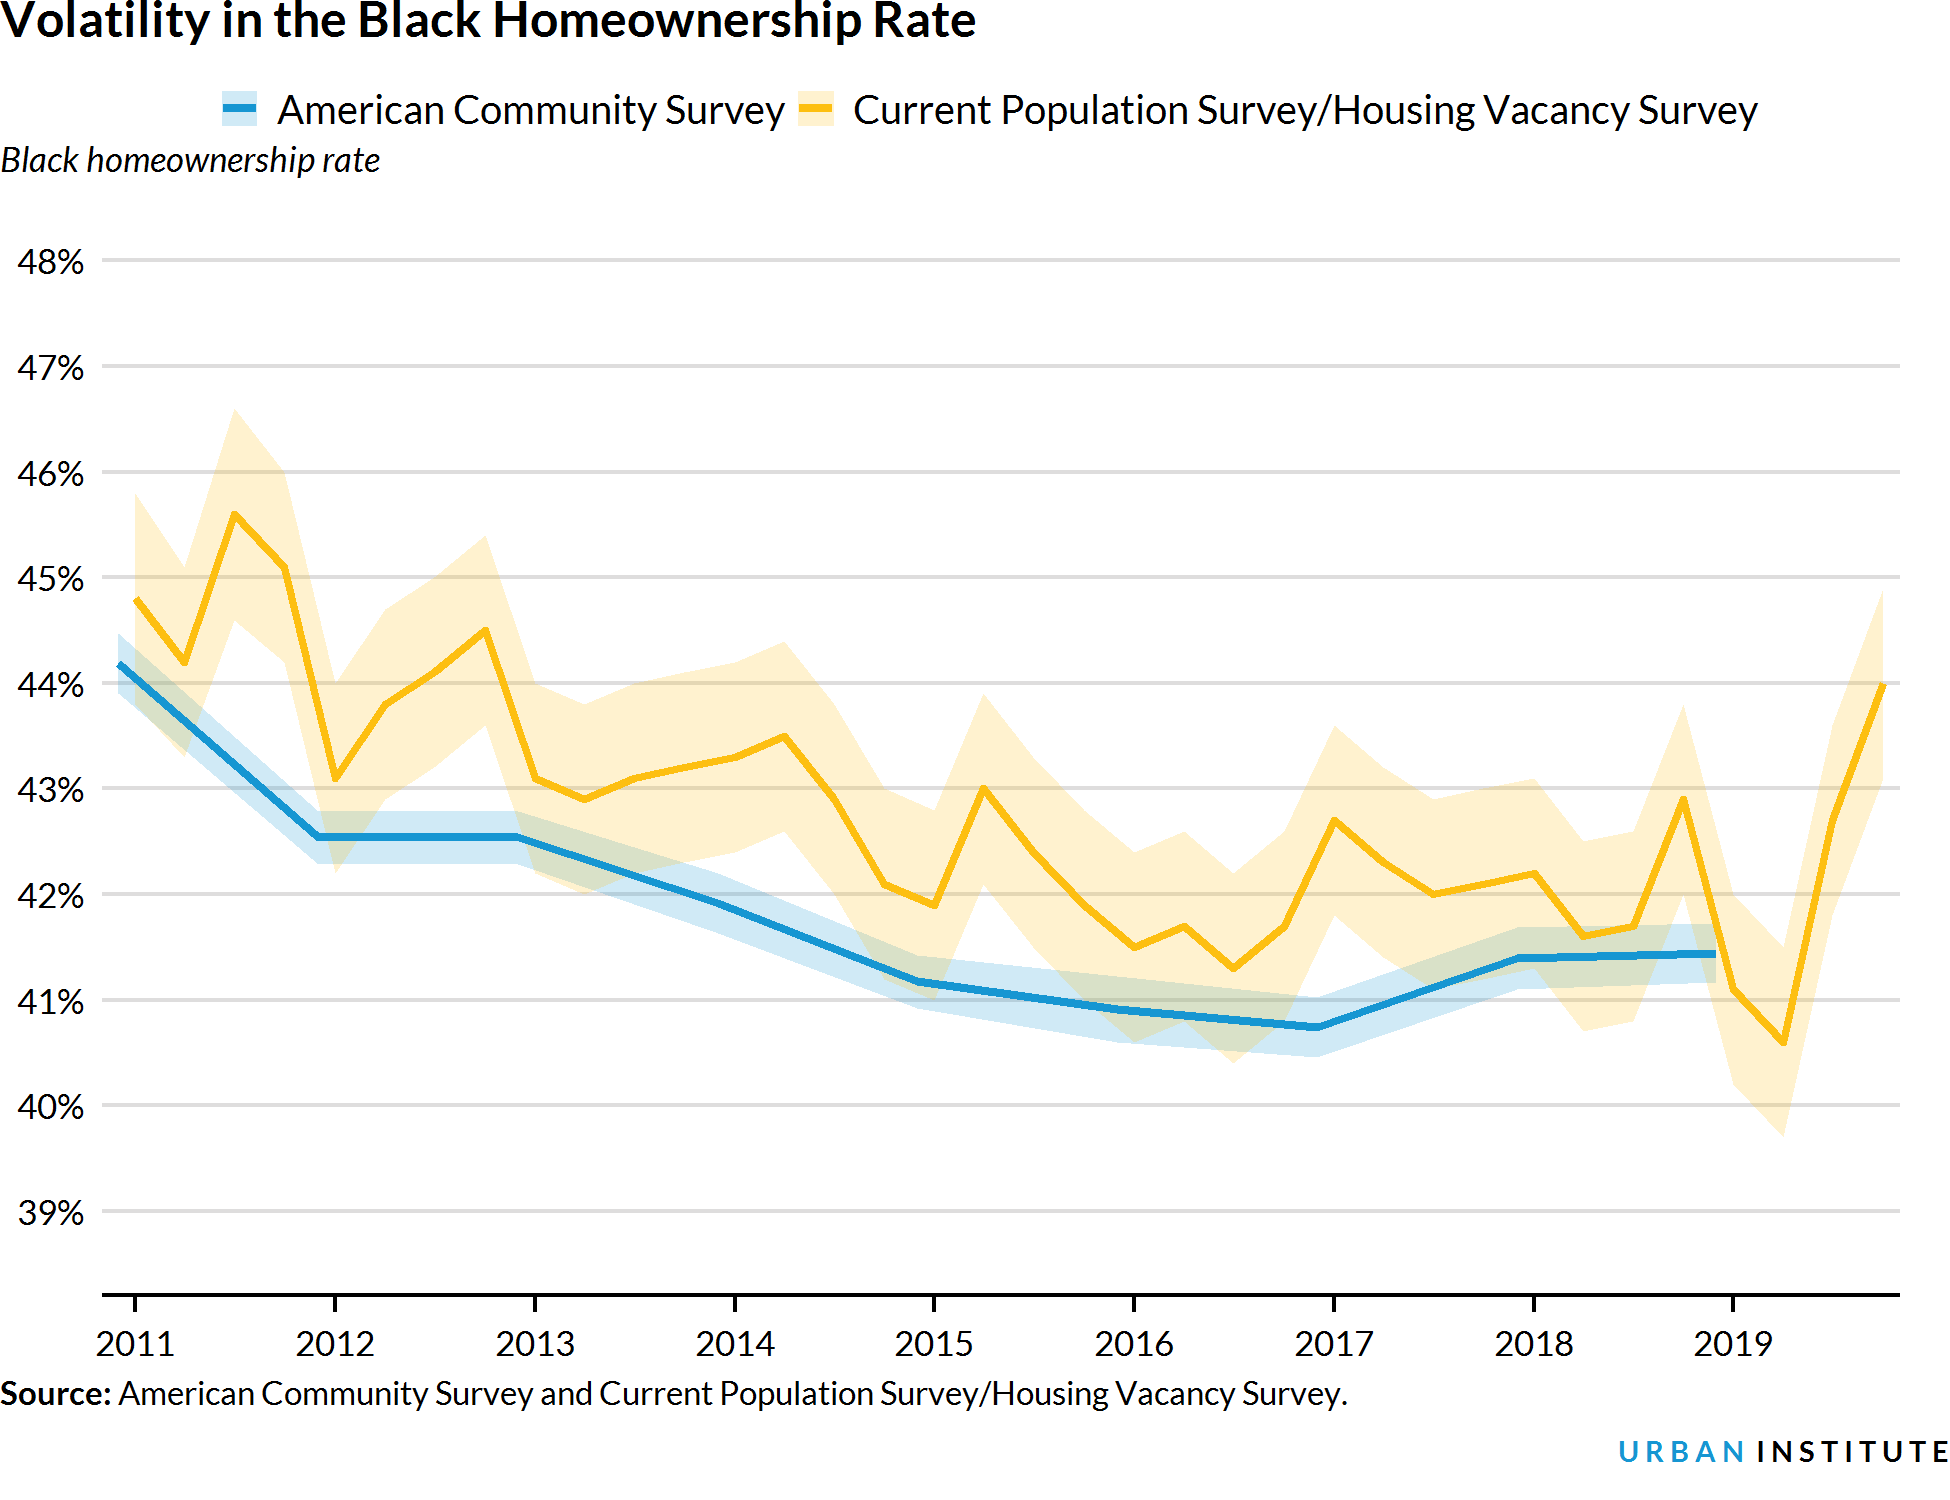 Volatility in the Black Homeownership Rate
American Community Survey Current Population Survey/Housing Vacancy Survey
Black homeownership rate
48%
47%
46%
45%
44%
43%
42%
41%
40%
39%
2011 2012 2013 2014 2015 2016 2017 2018 2019
Source: American Community Survey and Current Population Survey/Housing Vacancy Survey.
URBAN INSTITUTE